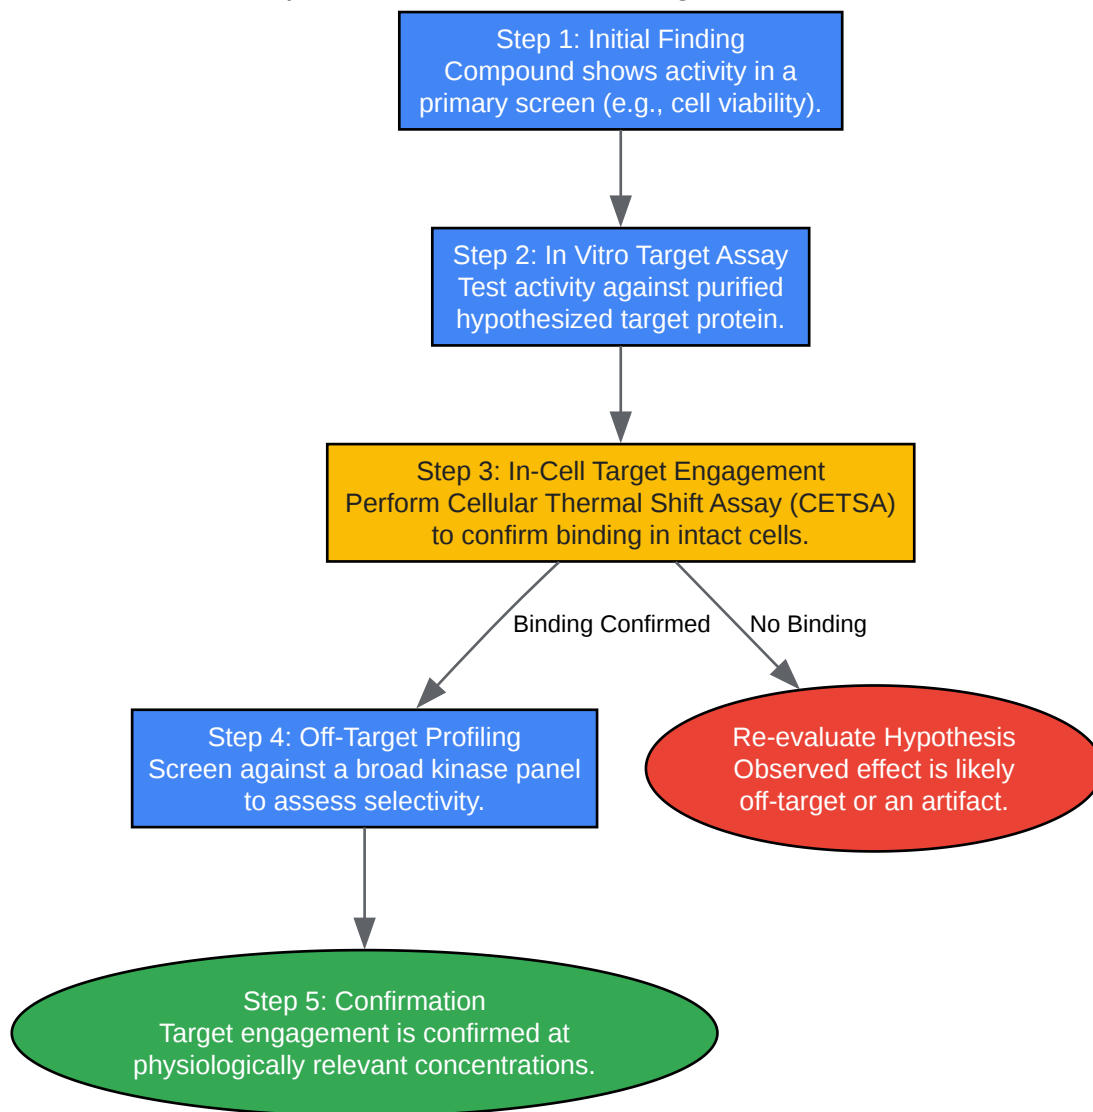 Step 1: Initial Finding
Compound shows activity in a
primary screen (e.g., cell viability).
Step 2: In Vitro Target Assay
Test activity against purified
hypothesized target protein.
Step 3: In-Cell Target Engagement
Perform Cellular Thermal Shift Assay (CETSA)
to confirm binding in intact cells.
Binding Confirmed
No Binding
Step 4: Off-Target Profiling
Screen against a broad kinase panel
to assess selectivity.
Re-evaluate Hypothesis
Observed effect is likely
off-target or an artifact.
Step 5: Confirmation
Target engagement is confirmed at
physiologically relevant concentrations.